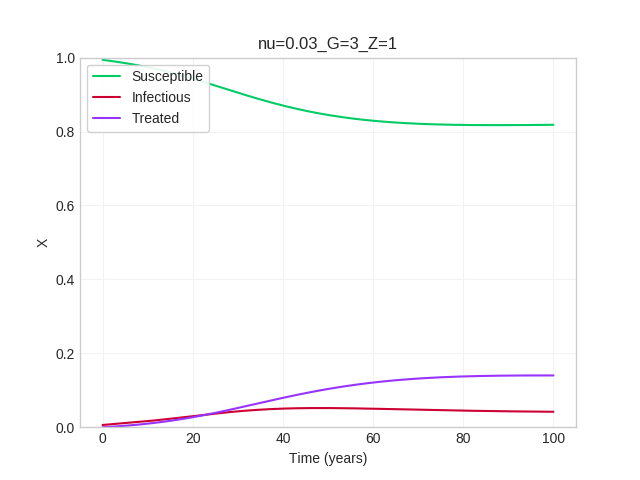 nu=0.03_G=3_Z=1
1.0
0.8
0.6
0.4
0.2
0.0
X
Susceptible
Infectious
Treated
0 20 40 60 80 100
Time (years)